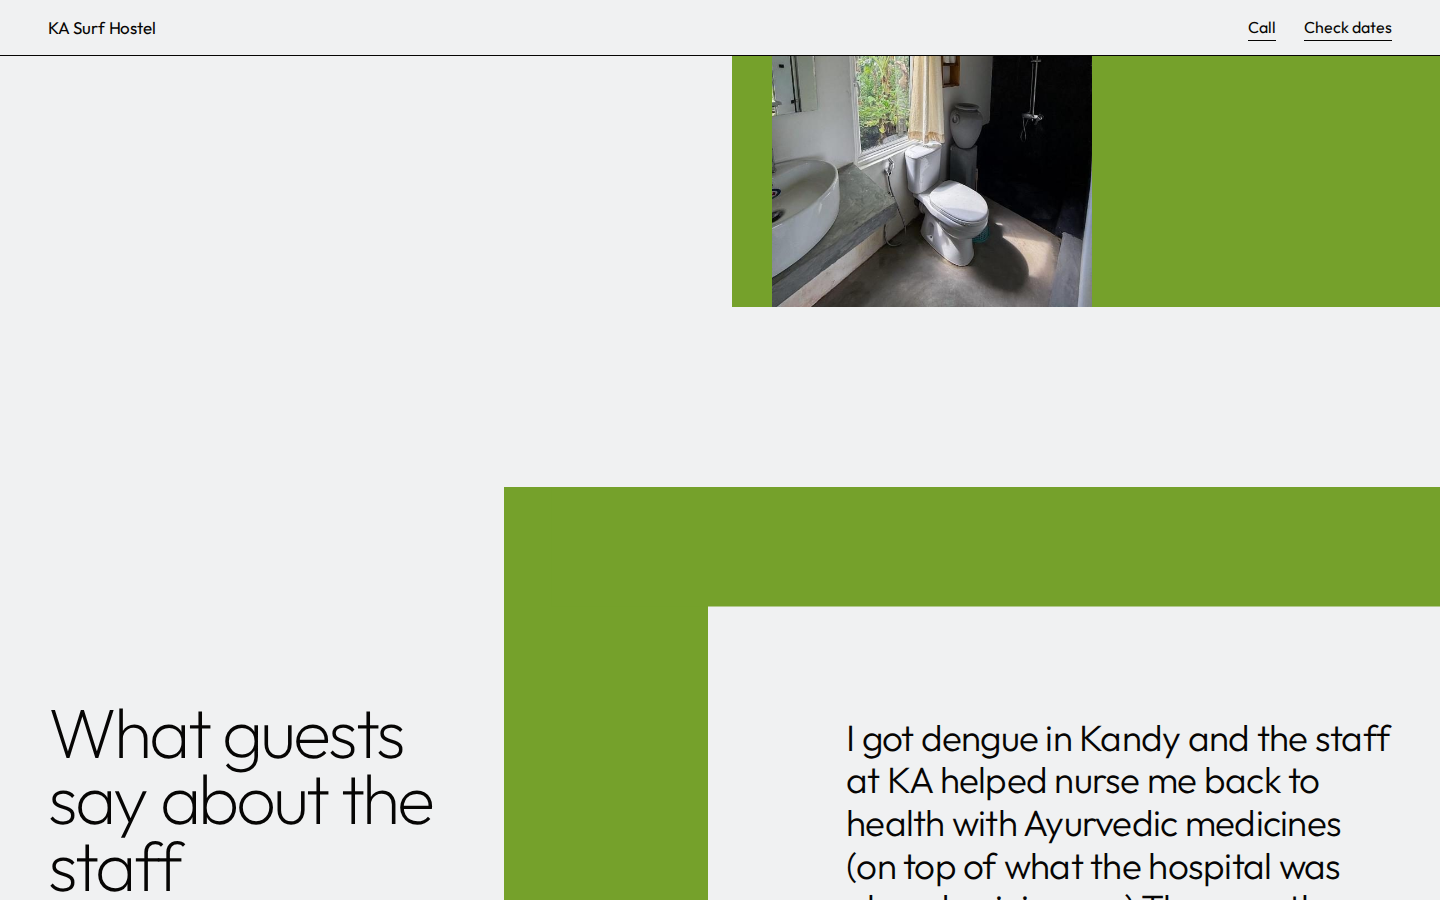 KA Surf Hostel
Call
Check dates
What guests
say about the
staff
I got dengue in Kandy and the staff
at KA helped nurse me back to
health with Ayurvedic medicines
(on top of what the hospital was